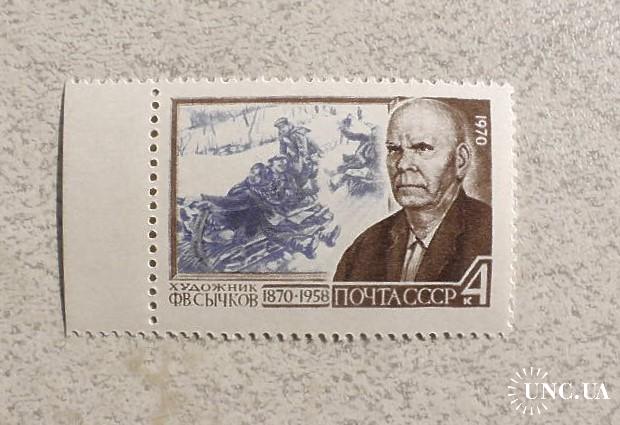 1970
ХУДОЖНИК
Ф.В.СЫЧКОВ
1870·1958
ПОЧТА СССР
4
к
UNC.UA